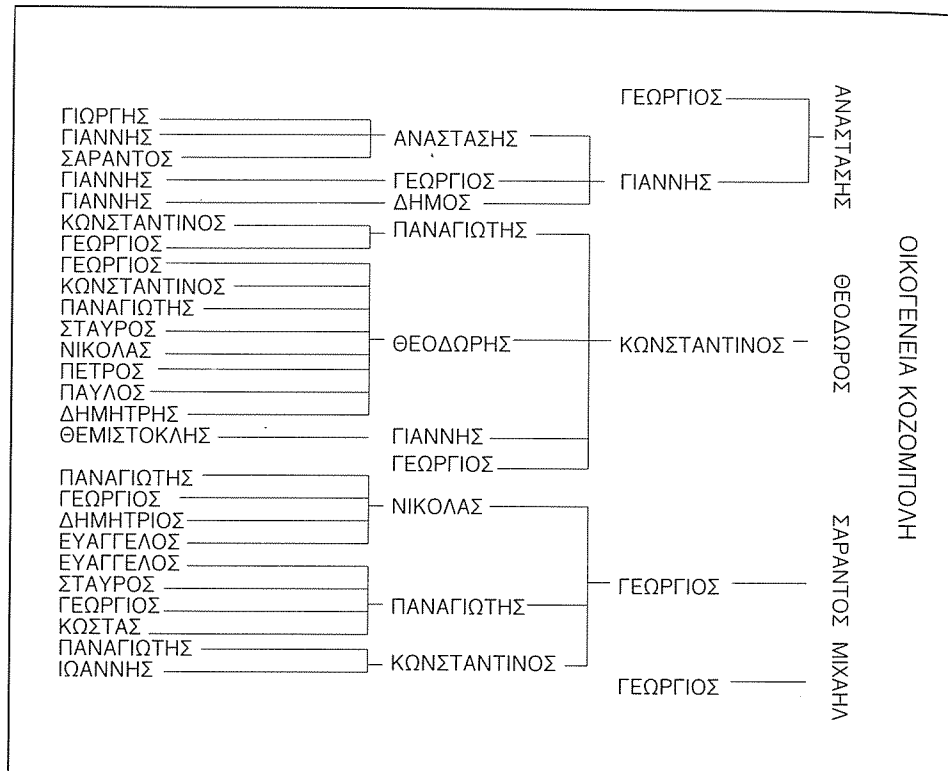 ΓΙΩΡΓΗΣ
ΓΙΑΝΝΗΣ
ΣΑΡΑΝΤΟΣ
ΓΙΑΝΝΗΣ
ΓΙΑΝΝΗΣ
ΚΩΝΣΤΑΝΤΙΝΟΣ
ΓΕΩΡΓΙΟΣ
ΓΕΩΡΓΙΟΣ
ΚΩΝΣΤΑΝΤΙΝΟΣ
ΠΑΝΑΓΙΩΤΗΣ
ΣΤΑΥΡΟΣ
ΝΙΚΟΛΑΣ
ΠΕΤΡΟΣ
ΠΑΥΛΟΣ
ΔΗΜΗΤΡΗΣ
ΘΕΜΙΣΤΟΚΛΗΣ
ΠΑΝΑΓΙΩΤΗΣ
ΓΕΩΡΓΙΟΣ
ΔΗΜΗΤΡΙΟΣ
ΕΥΑΓΓΕΛΟΣ
ΕΥΑΓΓΕΛΟΣ
ΣΤΑΥΡΟΣ
ΓΕΩΡΓΙΟΣ
ΚΩΣΤΑΣ
ΠΑΝΑΓΙΩΤΗΣ
ΙΩΑΝΝΗΣ
ΑΝΑΣΤΑΣΗΣ
ΓΕΩΡΓΙΟΣ
ΔΗΜΟΣ
ΠΑΝΑΓΙΩΤΗΣ
ΘΕΟΔΩΡΗΣ
ΓΙΑΝΝΗΣ
ΓΕΩΡΓΙΟΣ
ΝΙΚΟΛΑΣ
ΠΑΝΑΓΙΩΤΗΣ
ΚΩΝΣΤΑΝΤΙΝΟΣ
ΓΕΩΡΓΙΟΣ
ΓΙΑΝΝΗΣ
ΚΩΝΣΤΑΝΤΙΝΟΣ
ΓΕΩΡΓΙΟΣ
ΓΕΩΡΓΙΟΣ
ΑΝΑΣΤΑΣΗΣ
ΘΕΟΔΩΡΟΣ
ΣΑΡΑΝΤΟΣ
ΜΙΧΑΗΛ
ΟΙΚΟΓΕΝΕΙΑ ΚΟΖΟΜΠΟΛΗ